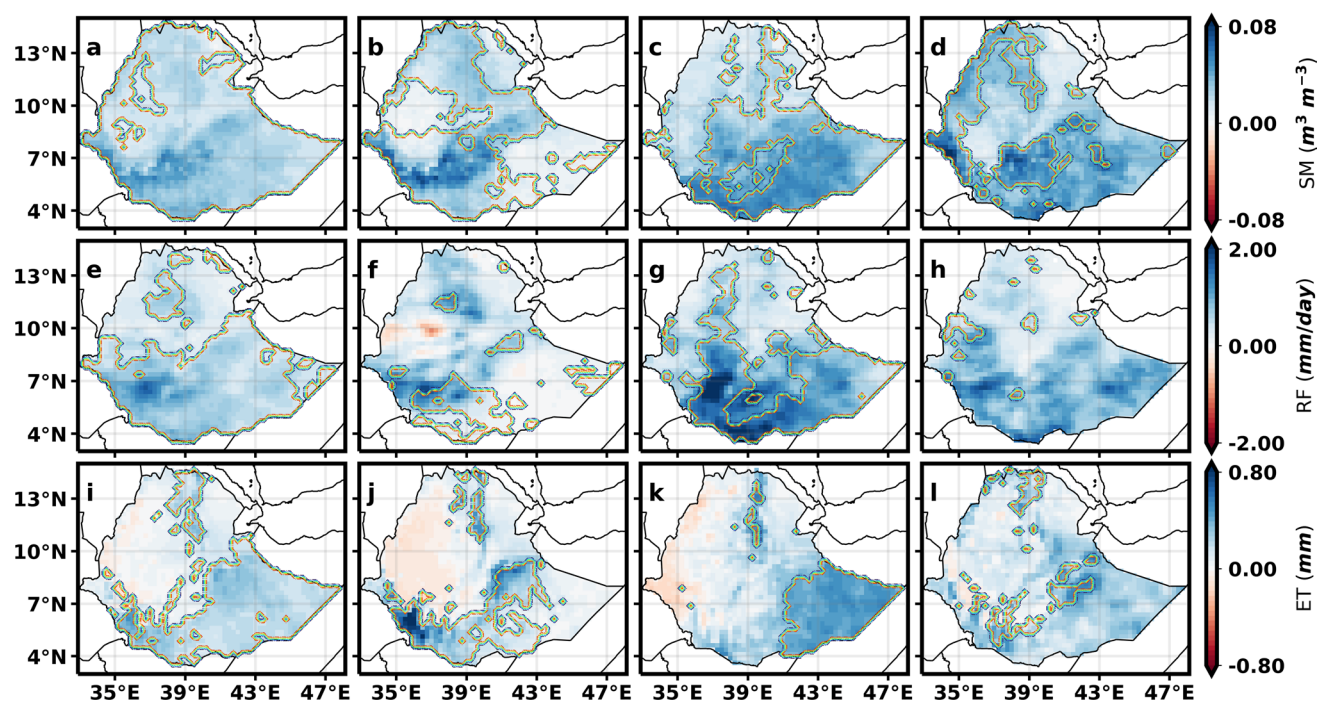 a b c d
13°N
10°N
7°N
4°N
0.08
0.00
-0.08
SM (m³ m⁻³)
e f g h
13°N
10°N
7°N
4°N
2.00
0.00
-2.00
RF (mm/day)
i j k l
13°N
10°N
7°N
4°N
0.80
0.00
-0.80
ET (mm)
35°E 39°E 43°E 47°E 35°E 39°E 43°E 47°E 35°E 39°E 43°E 47°E 35°E 39°E 43°E 47°E